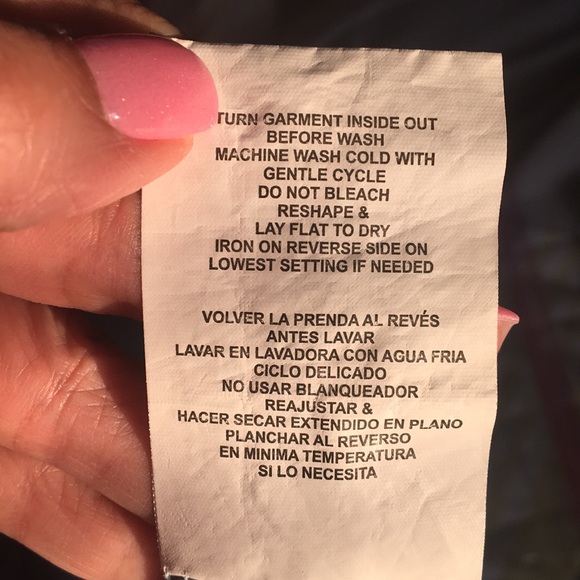 TURN GARMENT INSIDE OUT
BEFORE WASH
MACHINE WASH COLD WITH
GENTLE CYCLE
DO NOT BLEACH
RESHAPE &
LAY FLAT TO DRY
IRON ON REVERSE SIDE ON
LOWEST SETTING IF NEEDED
VOLVER LA PRENDA AL REVÉS
ANTES LAVAR
LAVAR EN LAVADORA CON AGUA FRIA
CICLO DELICADO
NO USAR BLANQUEADOR
REAJUSTAR &
HACER SECAR EXTENDIDO EN PLANO
PLANCHAR AL REVERSO
EN MINIMA TEMPERATURA
SI LO NECESITA